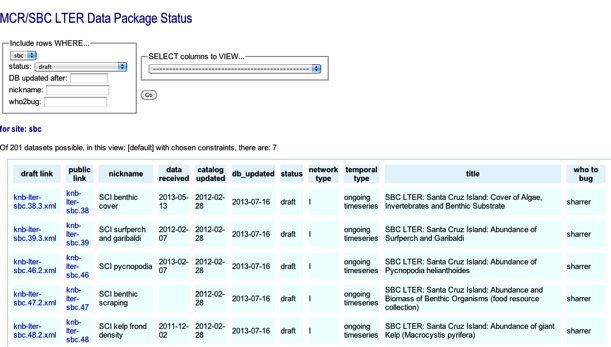 MCR/SBC LTER Data Package Status
Include rows WHERE...
sbc
status: draft
DB updated after:
nickname:
who2bug:
SELECT columns to VIEW...
Go
for site: sbc
Of 201 datasets possible, in this view: [default] with chosen constraints, there are: 7
draft link public link nickname data received catalog updated db_updated status network type temporal type title who to bug
knb-lter-sbc.38.3.xml knb-lter-sbc.38 SCI benthic cover 2013-05-13 2012-02-28 2013-07-16 draft I ongoing timeseries SBC LTER: Santa Cruz Island: Cover of Algae, Invertebrates and Benthic Substrate sharrer
knb-lter-sbc.39.3.xml knb-lter-sbc.39 SCI surfperch and garibaldi 2012-02-07 2012-02-28 2013-07-16 draft I ongoing timeseries SBC LTER: Santa Cruz Island: Abundance of Surfperch and Garibaldi sharrer
knb-lter-sbc.46.2.xml knb-lter-sbc.46 SCI pycnopodia 2013-02-07 2012-02-28 2013-07-16 draft I ongoing timeseries SBC LTER: Santa Cruz Island: Abundance of Pycnopodia helianthoides sharrer
knb-lter-sbc.47.2.xml knb-lter-sbc.47 SCI benthic scraping 2012-02-28 2013-07-16 draft I ongoing timeseries SBC LTER: Santa Cruz Island: Abundance and Biomass of Benthic Organisms (food resource collection) sharrer
knb-lter-sbc.48.2.xml knb-lter-sbc.48 SCI kelp frond density 2011-12-02 2012-02-28 2013-07-16 draft I ongoing timeseries SBC LTER: Santa Cruz Island: Abundance of giant Kelp (Macrocystis pyrifera) sharrer